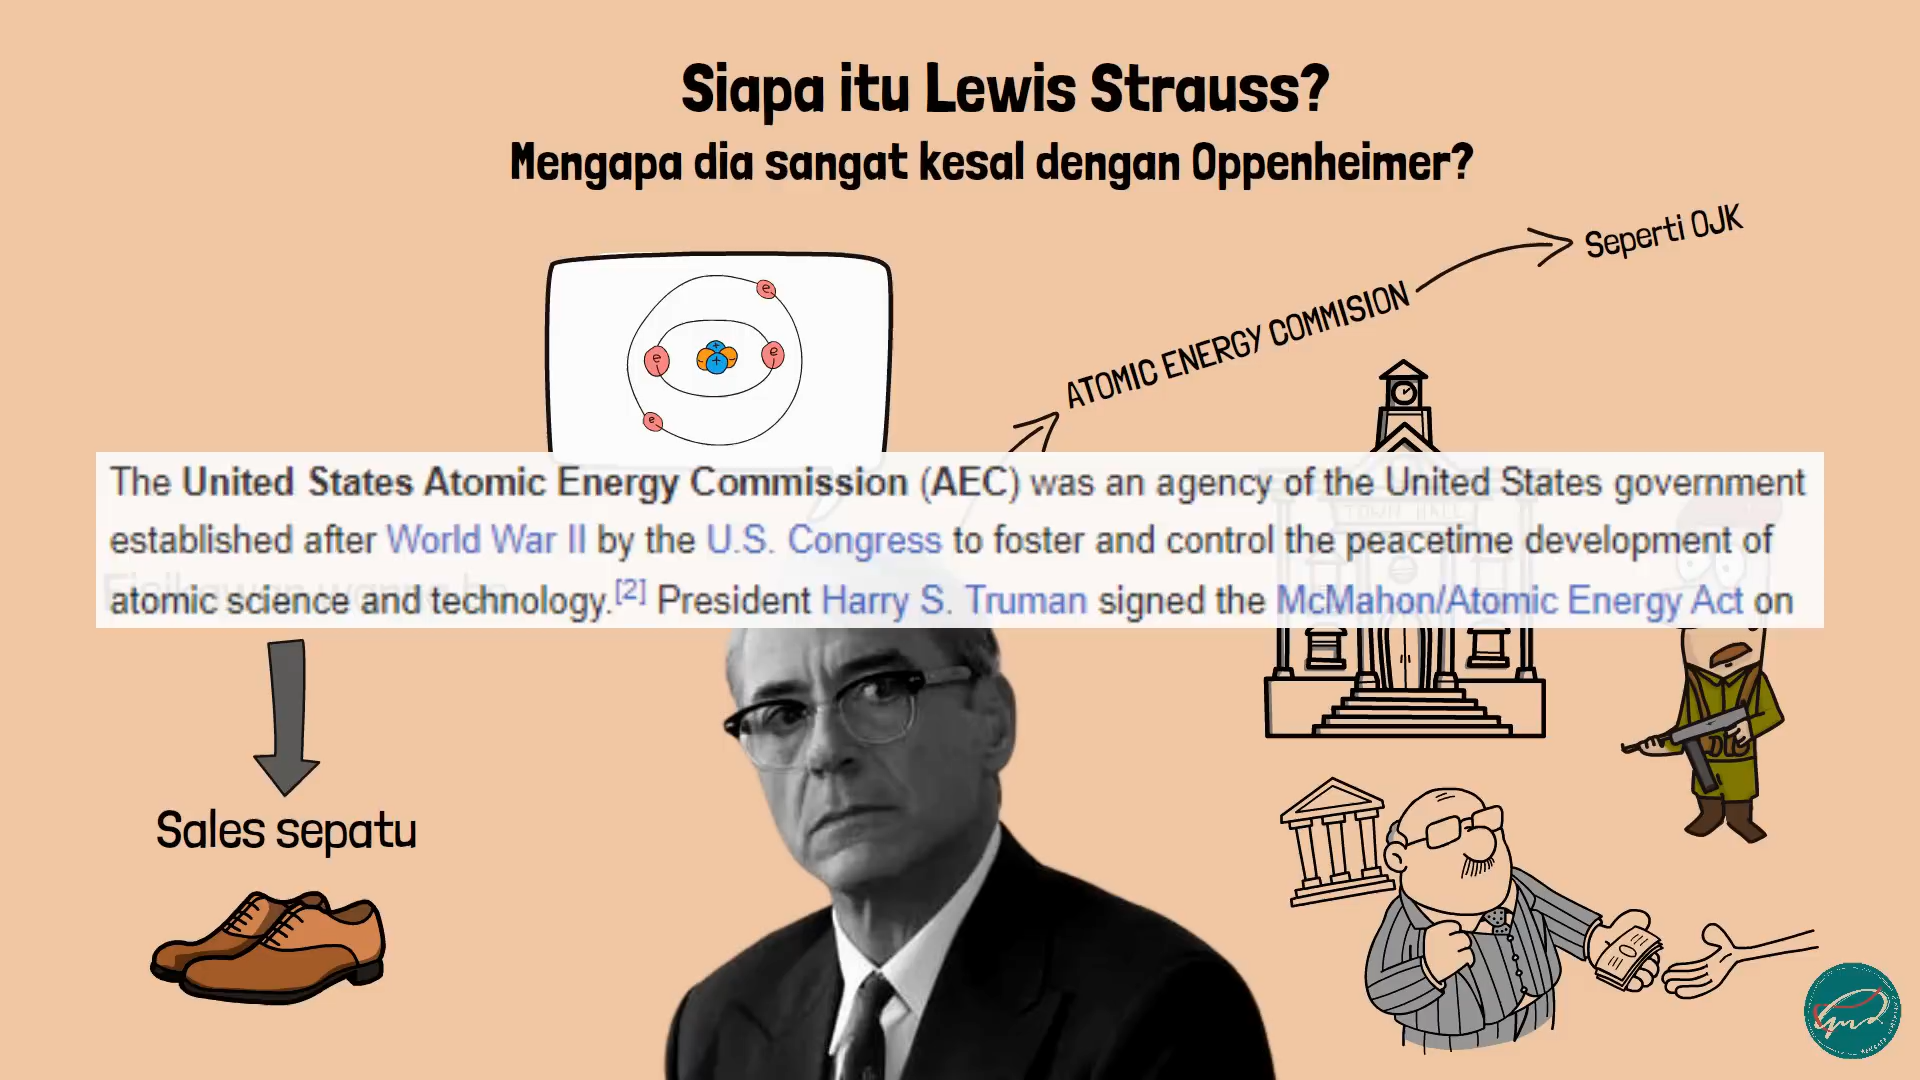 Siapa itu Lewis Strauss?
Mengapa dia sangat kesal dengan Oppenheimer?
Seperti OJK
ATOMIC ENERGY COMMISION
e
e
e
e
+
+
The United States Atomic Energy Commission (AEC) was an agency of the United States government
established after World War II by the U.S. Congress to foster and control the peacetime development of
atomic science and technology.[2] President Harry S. Truman signed the McMahon/Atomic Energy Act on
TOWN HALL
Sales sepatu